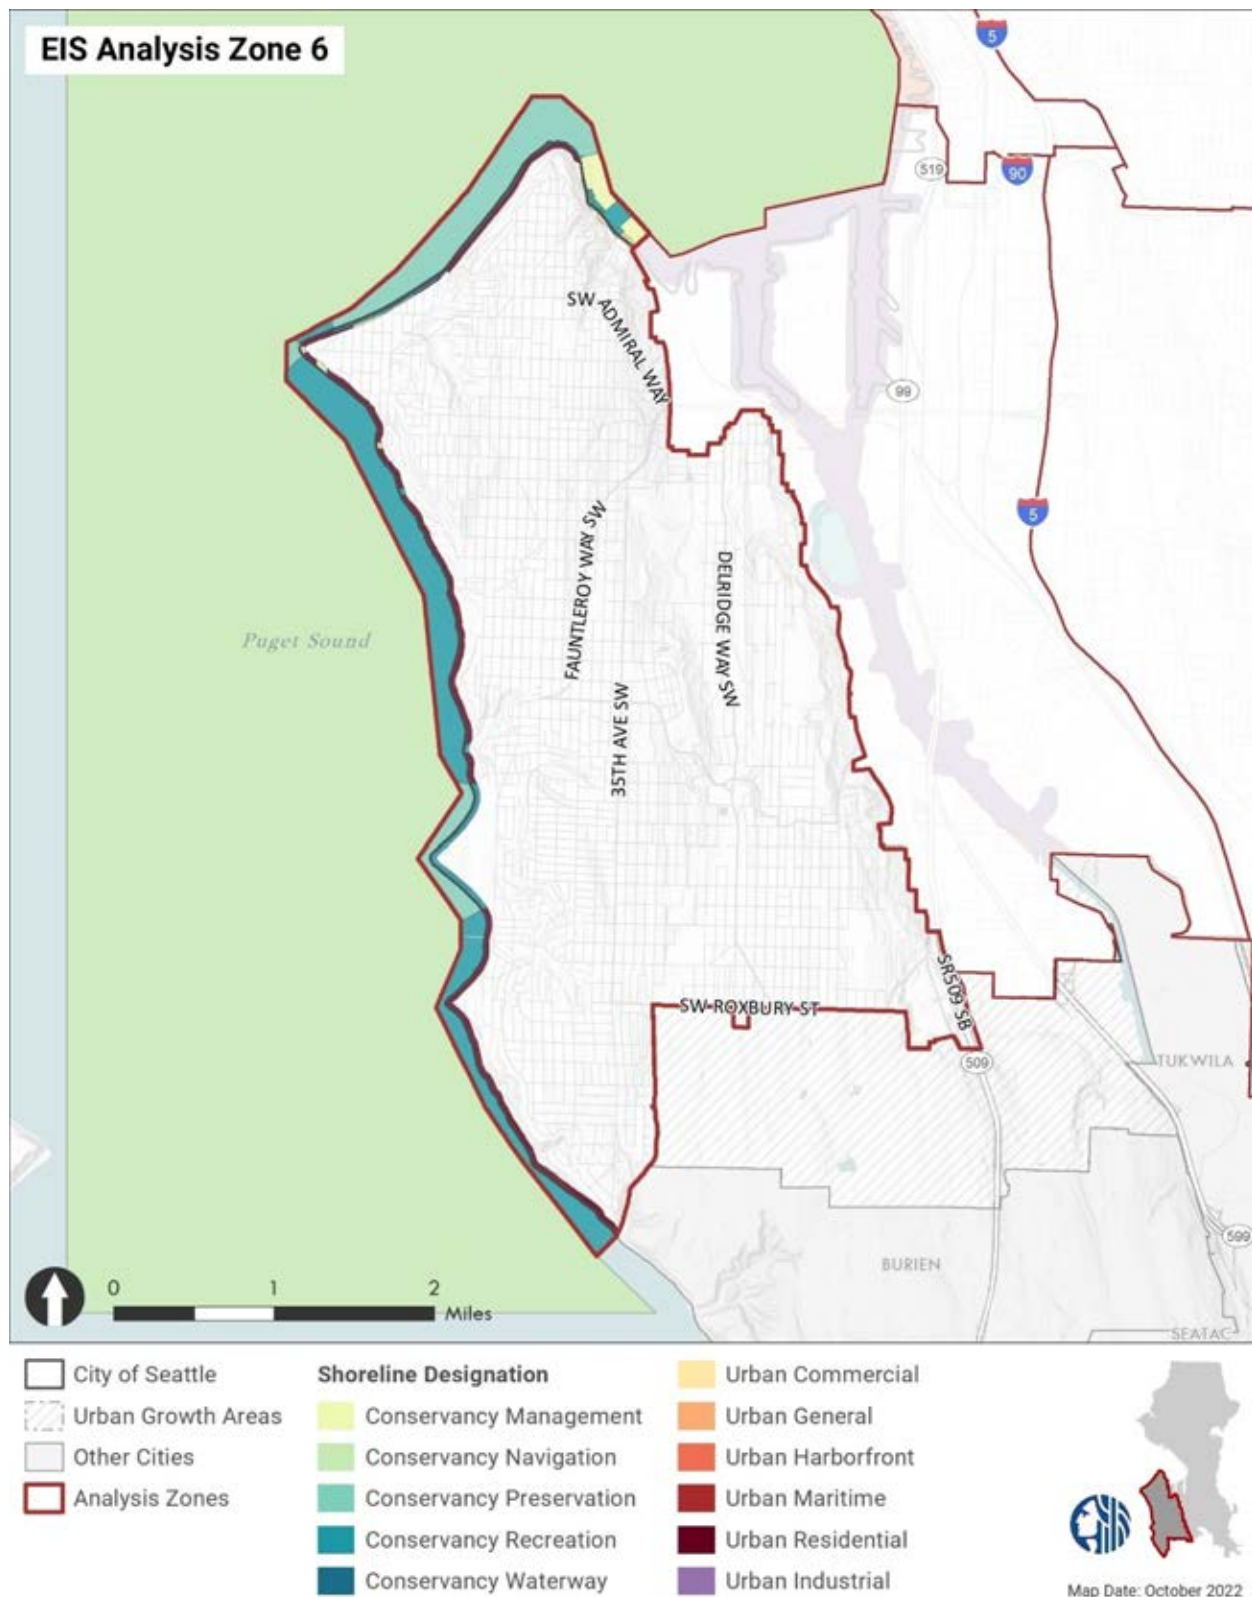 EIS Analysis Zone 6
5
519
90
SW ADMIRAL WAY
99
5
FAUNTLEROY WAY SW
DELRIDGE WAY SW
Puget Sound
35TH AVE SW
SR509 SB
SW ROXBURY ST
509
TUKWILA
599
BURIEN
0 1 2
Miles
SEATAC
City of Seattle
Urban Growth Areas
Other Cities
Analysis Zones
Shoreline Designation
Conservancy Management
Conservancy Navigation
Conservancy Preservation
Conservancy Recreation
Conservancy Waterway
Urban Commercial
Urban General
Urban Harborfront
Urban Maritime
Urban Residential
Urban Industrial
Map Date: October 2022